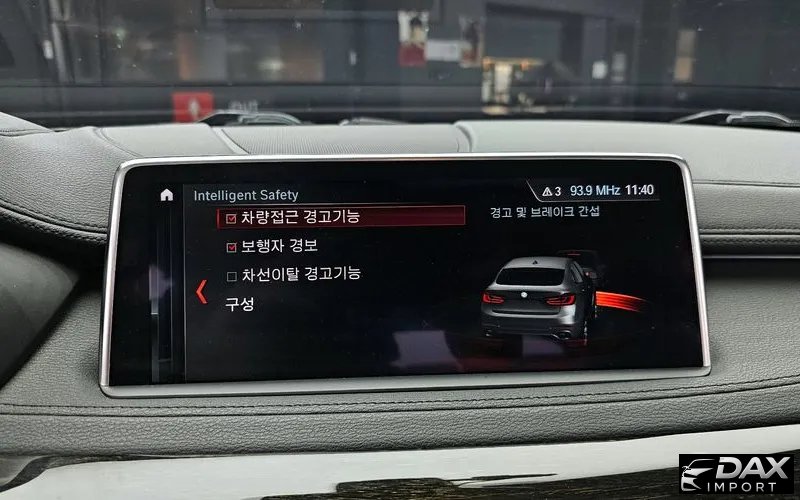 Intelligent Safety
3 93.9 MHz 11:40
차량접근 경고기능
경고 및 브레이크 간섭
보행자 경보
차선이탈 경고기능
구성
DAX
IMPORT